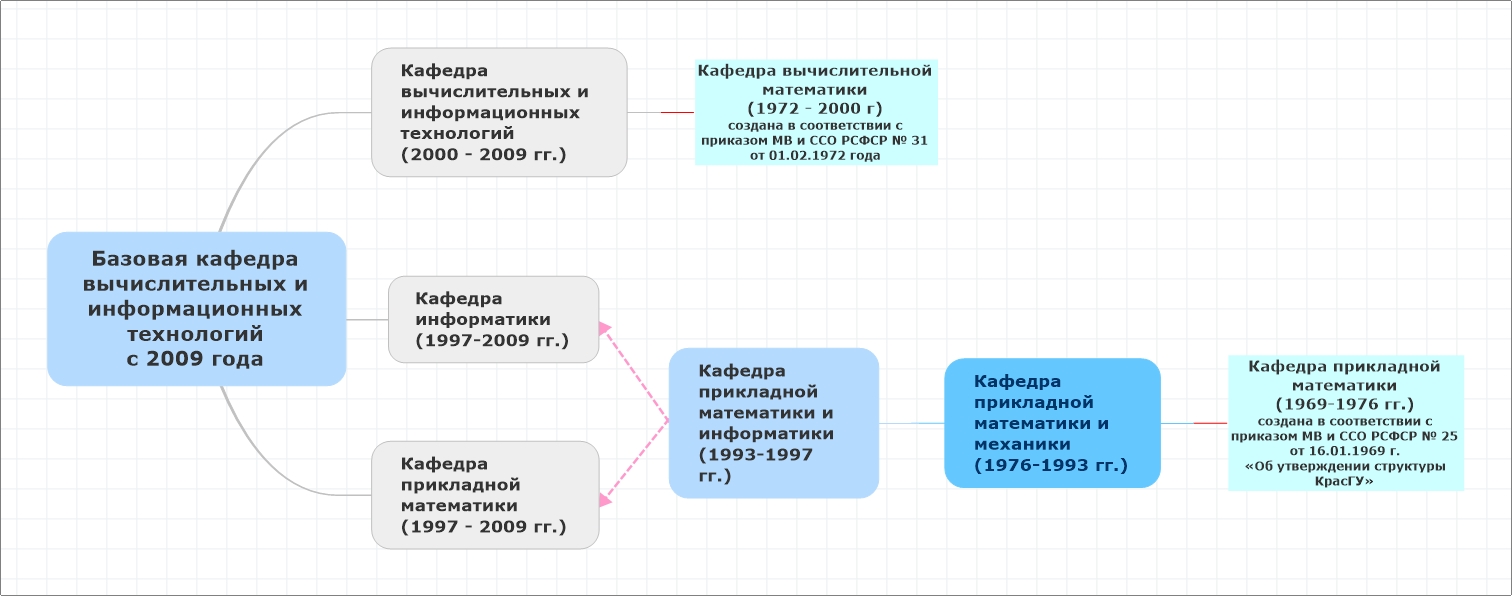 Кафедра
вычислительных и
информационных
технологий
(2000 - 2009 гг.)
Кафедра вычислительной
математики
(1972 - 2000 г)
создана в соответствии с
приказом МВ и ССО РСФСР № 31
от 01.02.1972 года
Базовая кафедра
вычислительных и
информационных
технологий
с 2009 года
Кафедра
информатики
(1997-2009 гг.)
Кафедра
прикладной
математики
(1997 - 2009 гг.)
Кафедра
прикладной
математики и
информатики
(1993-1997
гг.)
Кафедра
прикладной
математики и
механики
(1976-1993 гг.)
Кафедра прикладной
математики
(1969-1976 гг.)
создана в соответствии с
приказом МВ и ССО РСФСР № 25
от 16.01.1969 г.
«Об утверждении структуры
КрасГУ»